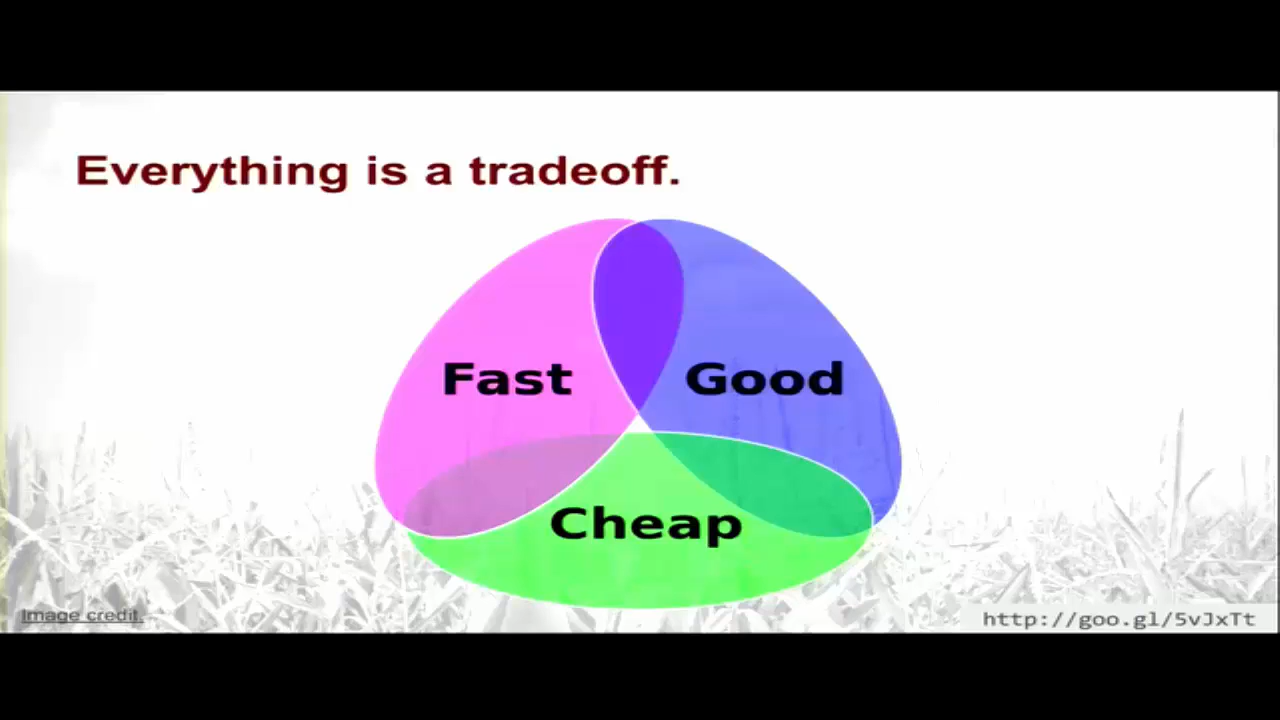 Everything is a tradeoff.
Fast
Good
Cheap
Image credit.
http://goo.gl/5vJxTt